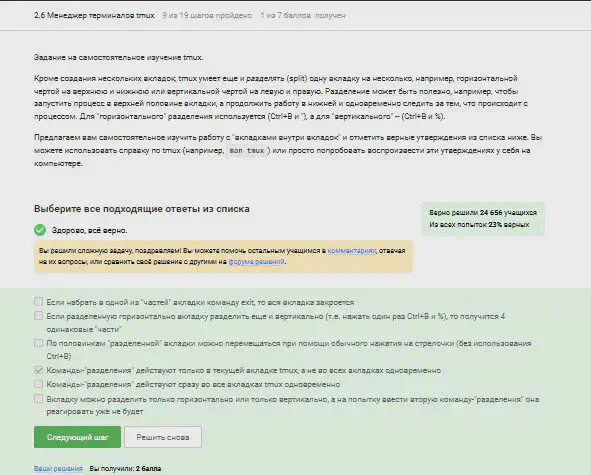 2.6 Менеджер терминалов tmux 9 из 19 шагов пройдено 1 из 7 баллов получен
Задание на самостоятельное изучение tmux.
Кроме создания нескольких вкладок, tmux умеет еще и разделять (split) одну вкладку на несколько, например, горизонтальной
чертой на верхнюю и нижнюю или вертикальной чертой на левую и правую. Разделение может быть полезно, например, чтобы
запустить процесс в верхней половине вкладки, а продолжить работу в нижней и одновременно следить за тем, что происходит с
процессом. Для "горизонтального" разделения используется (Ctrl+B и "), а для "вертикального" – (Ctrl+B и %).
Предлагаем вам самостоятельное изучить работу с "вкладками внутри вкладок" и отметить верные утверждения из списка ниже. Вы
можете использовать справку по tmux (например, man tmux) или просто попробовать воспроизвести эти утверждениях у себя на
компьютере.
Выберите все подходящие ответы из списка
Здорово, всё верно.
Верно решили 24 656 учащихся
Из всех попыток 23% верных
Вы решили сложную задачу, поздравляем! Вы можете помочь остальным учащимся в комментариях, отвечая
на их вопросы, или сравнить своё решение с другими на форуме решений.
Если набрать в одной из "частей" вкладки команду exit, то вся вкладка закроется
Если разделенную горизонтально вкладку разделить еще и вертикально (т.е. нажать один раз Ctrl+B и %), то получится 4
одинаковые "части"
По половинкам "разделенной" вкладки можно перемещаться при помощи обычного нажатия на стрелочки (без использования
Ctrl+B)
Команды-"разделения" действуют только в текущей вкладке tmux, а не во всех вкладках одновременно
Команды-"разделения" действуют сразу во все вкладках tmux одновременно
Вкладку можно разделить только горизонтально или только вертикально, а на попытку ввести вторую команду-"разделения" она
реагировать уже не будет
Следующий шаг Решить снова
Ваши решения Вы получили: 2 балла